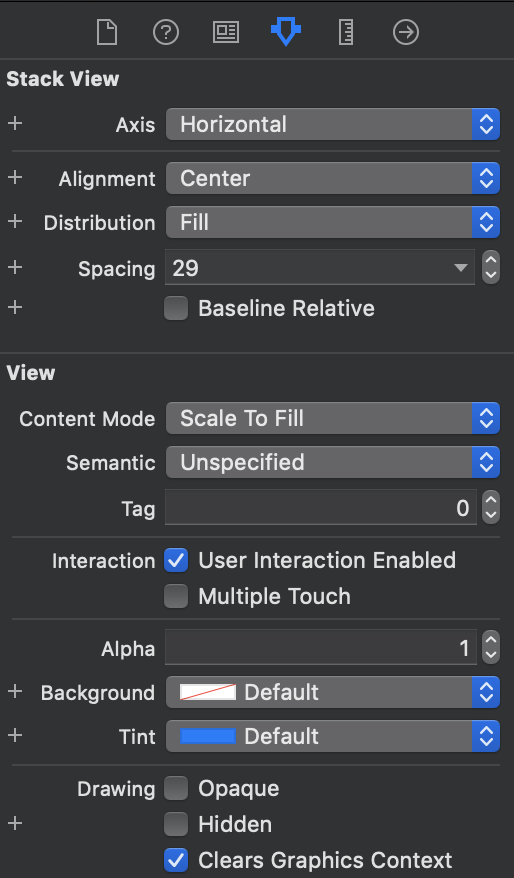 Stack View
Axis Horizontal
Alignment Center
Distribution Fill
Spacing 29
Baseline Relative
View
Content Mode Scale To Fill
Semantic Unspecified
Tag 0
Interaction User Interaction Enabled
Multiple Touch
Alpha 1
Background Default
Tint Default
Drawing Opaque
Hidden
Clears Graphics Context